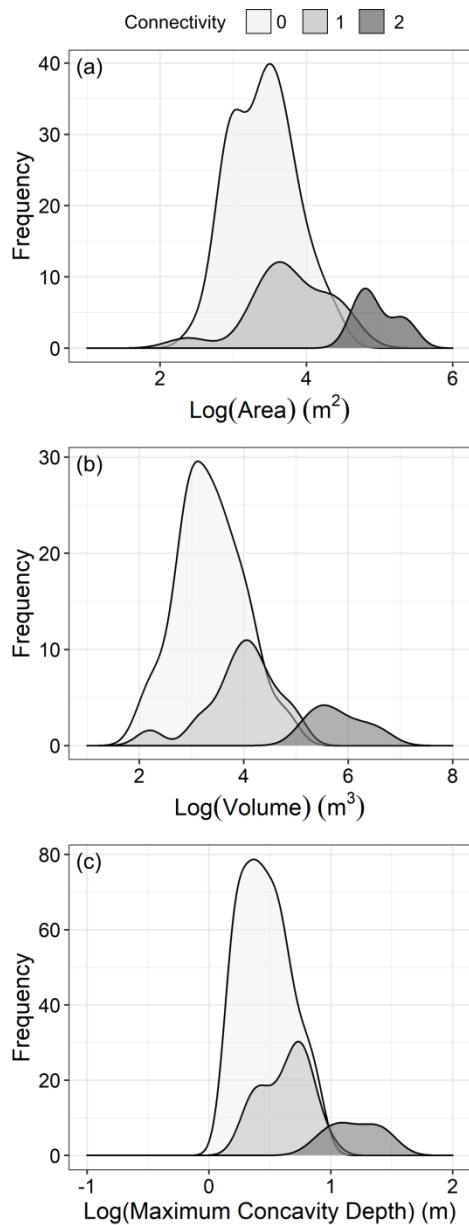 Connectivity 0 1 2
(a)
40
30
20
10
0
Frequency
2 4 6
Log(Area) (m²)
(b)
30
20
10
0
Frequency
2 4 6 8
Log(Volume) (m³)
(c)
80
60
40
20
0
Frequency
-1 0 1 2
Log(Maximum Concavity Depth) (m)